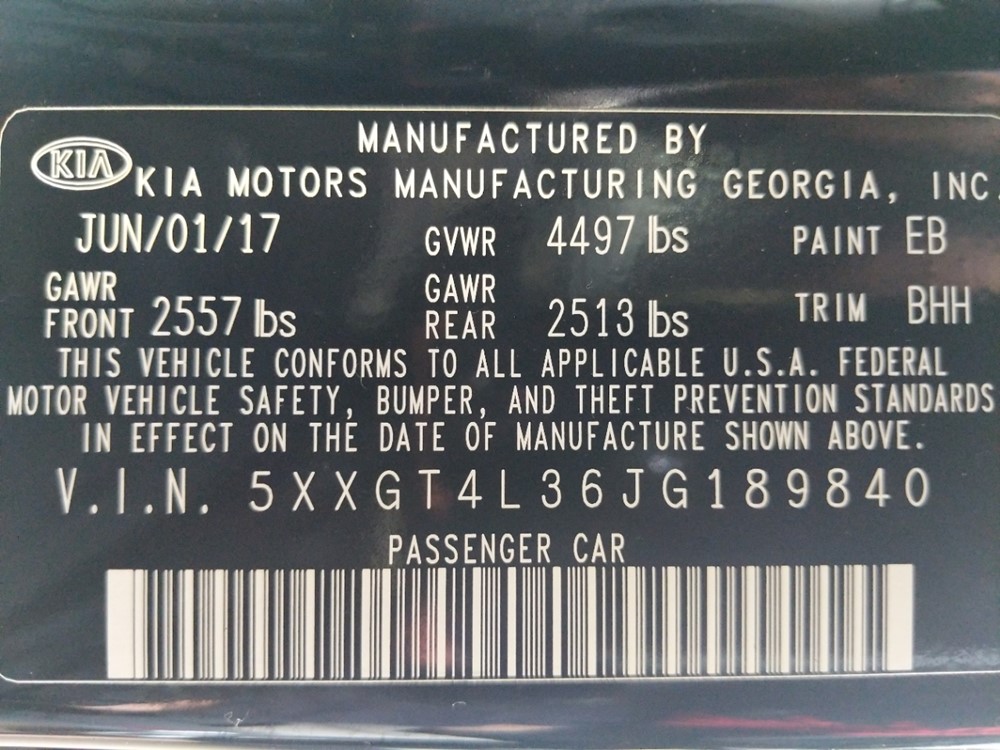 MANUFACTURED BY
KIA KIA MOTORS MANUFACTURING GEORGIA, INC.
JUN/01/17 GVWR 4497 lbs PAINT EB
GAWR FRONT 2557 lbs GAWR REAR 2513 lbs TRIM BHH
THIS VEHICLE CONFORMS TO ALL APPLICABLE U.S.A. FEDERAL
MOTOR VEHICLE SAFETY, BUMPER, AND THEFT PREVENTION STANDARDS
IN EFFECT ON THE DATE OF MANUFACTURE SHOWN ABOVE.
V.I.N. 5XXGT4L36JG189840
PASSENGER CAR